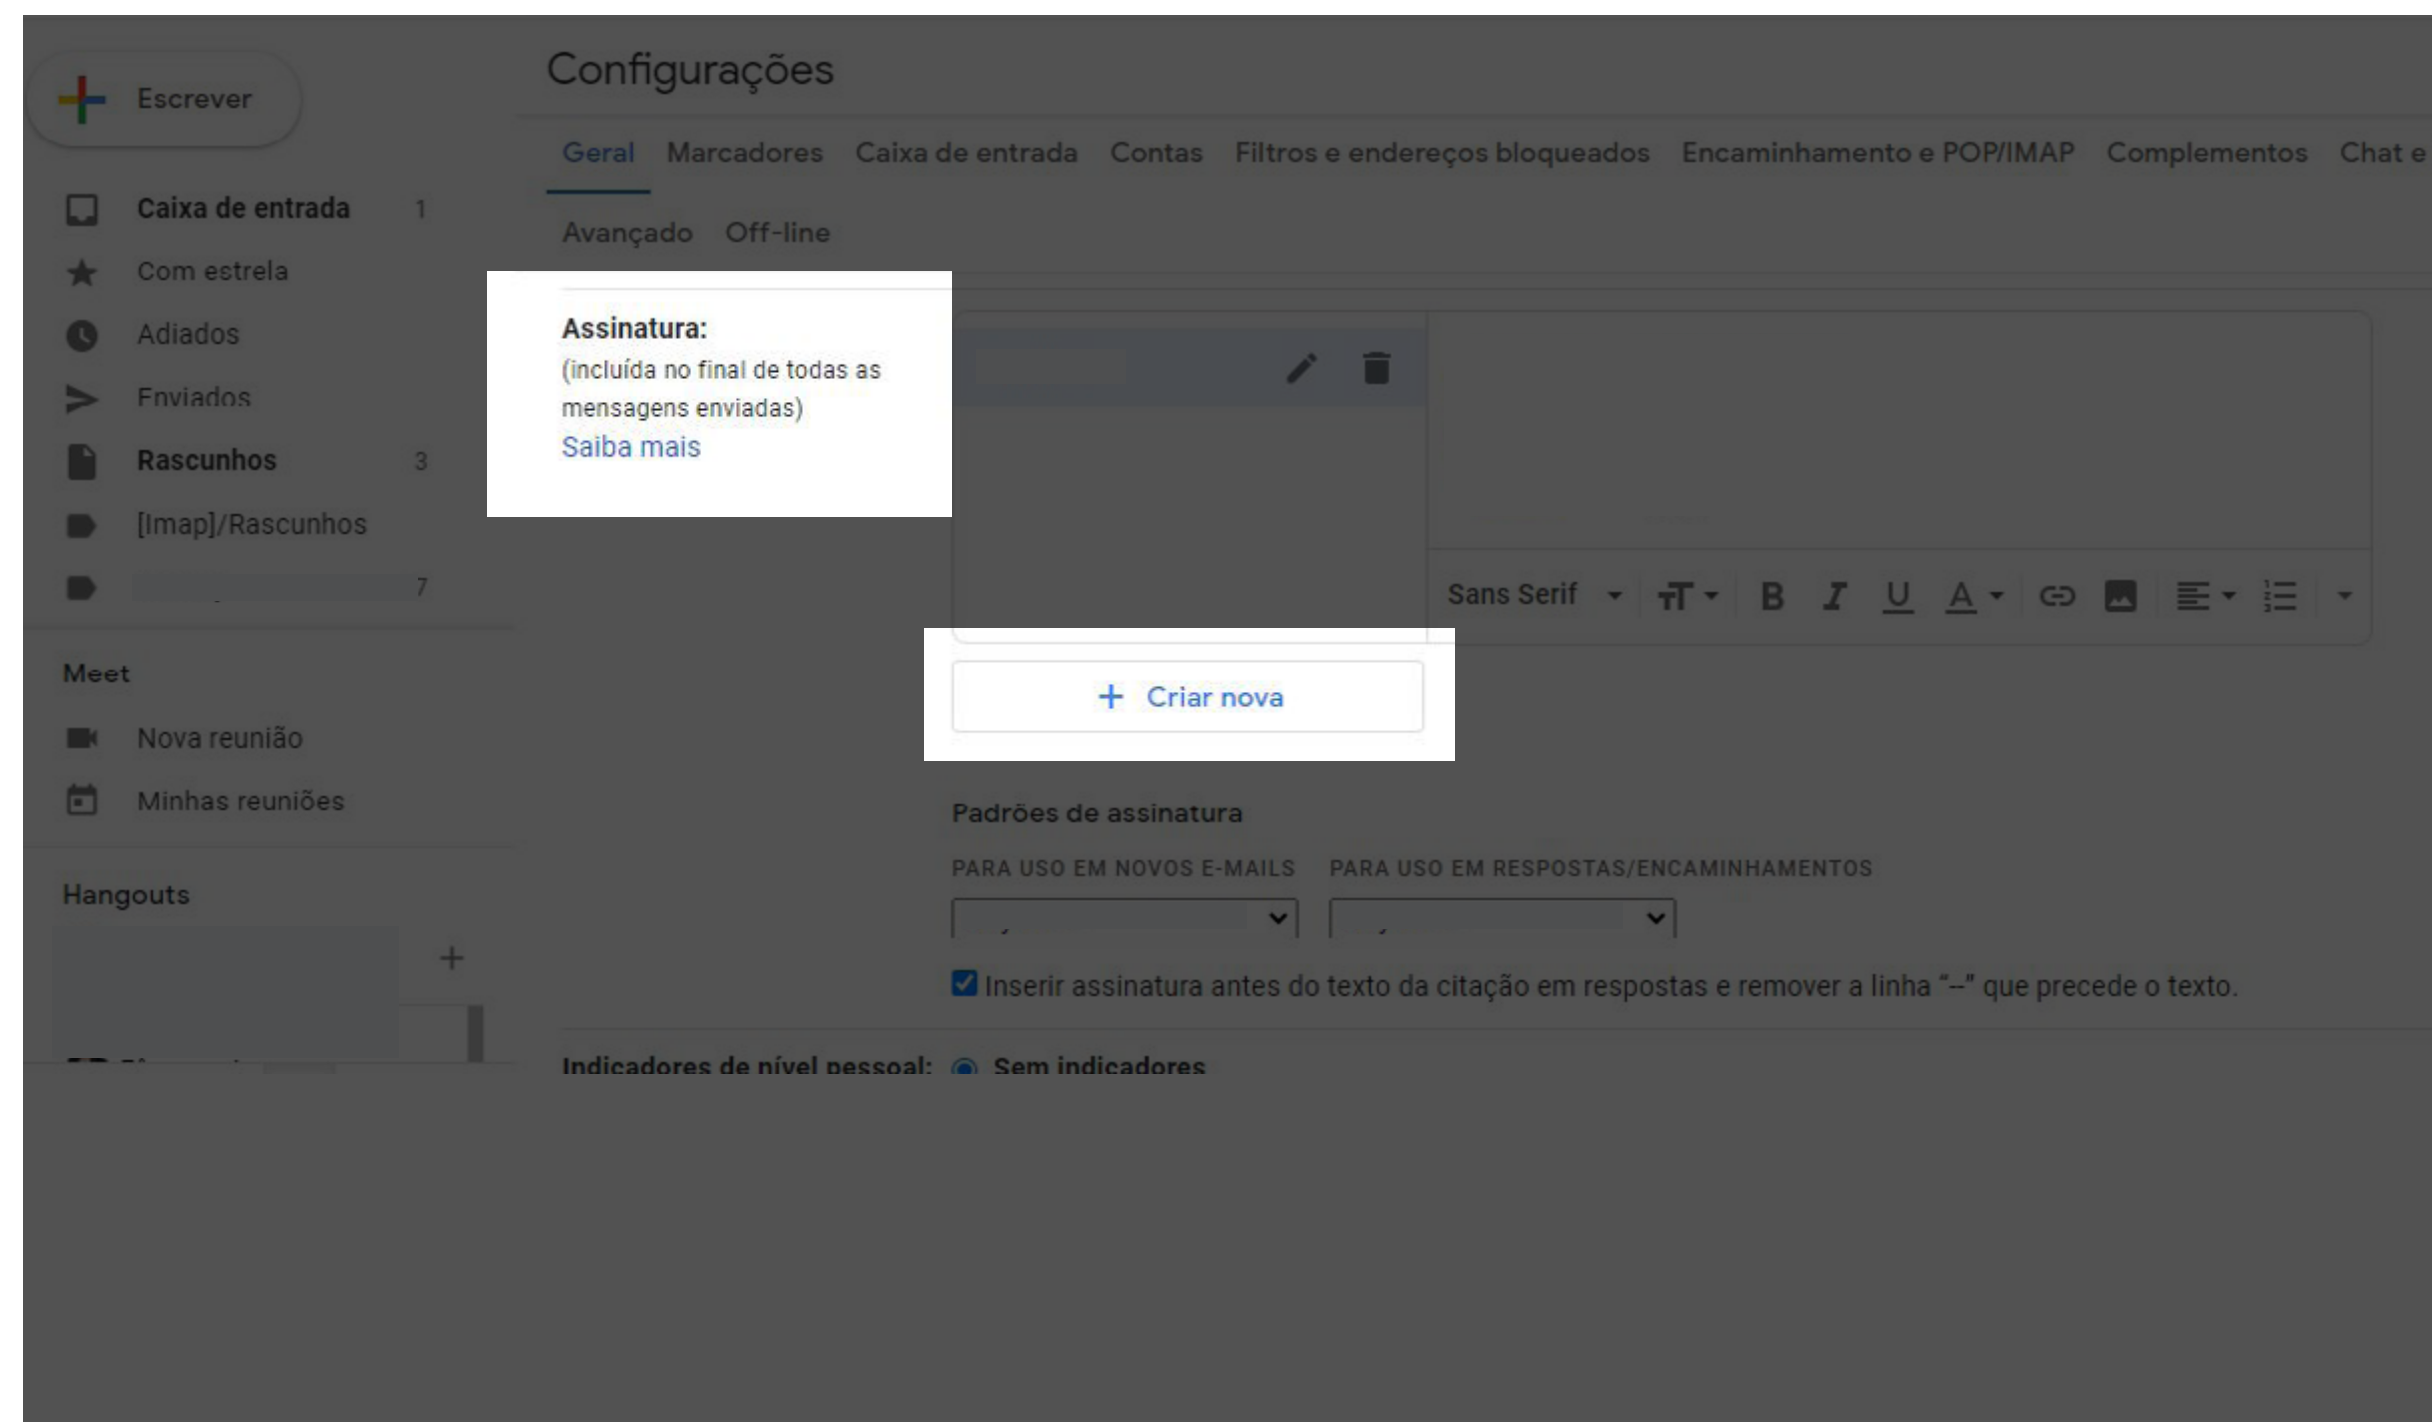 Configurações
Escrever
Geral Marcadores Caixa de entrada Contas Filtros e endereços bloqueados Encaminhamento e POP/IMAP Complementos Chat e
Avançado Off-line
Caixa de entrada 1
Com estrela
Adiados
Enviados
Rascunhos 3
[Imap]/Rascunhos
7
Meet
Nova reunião
Minhas reuniões
Hangouts
Assinatura:
(incluída no final de todas as
mensagens enviadas)
Saiba mais
Sans Serif
+ Criar nova
Padrões de assinatura
PARA USO EM NOVOS E-MAILS PARA USO EM RESPOSTAS/ENCAMINHAMENTOS
Inserir assinatura antes do texto da citação em respostas e remover a linha “--” que precede o texto.
Indicadores de nível pessoal: Sem indicadores